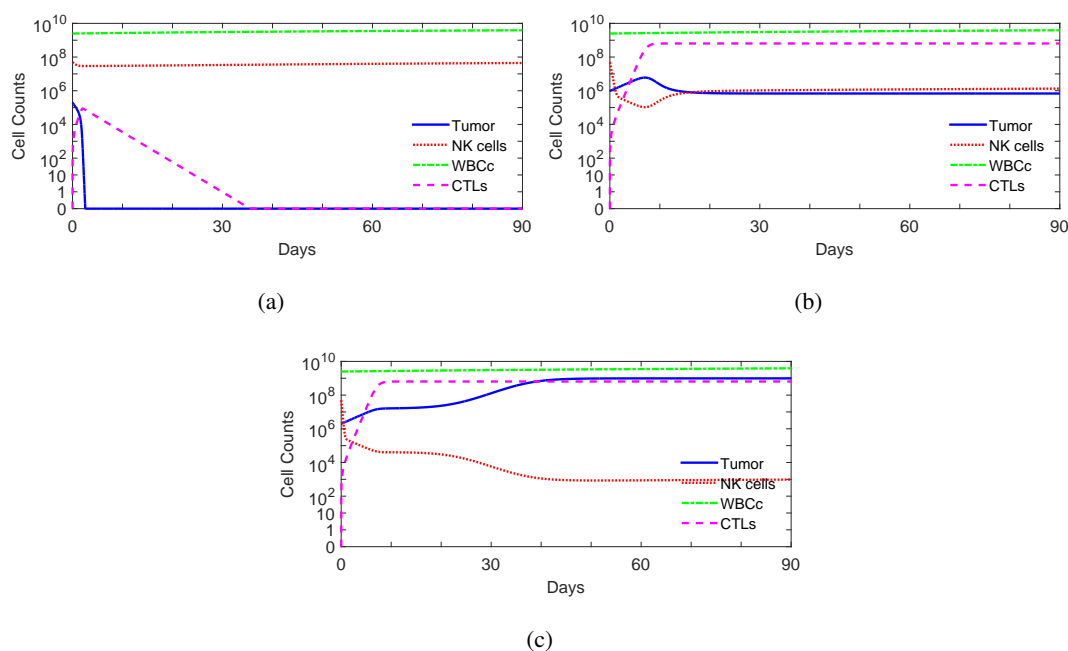 10^10
10^8
10^6
10^4
10^2
1
0
Cell Counts
0 30 60 90
Days
Tumor
NK cells
WBCc
CTLs
(a)
10^10
10^8
10^6
10^4
10^2
1
0
Cell Counts
0 30 60 90
Days
Tumor
NK cells
WBCc
CTLs
(b)
10^10
10^8
10^6
10^4
10^2
1
0
Cell Counts
0 30 60 90
Days
Tumor
NK cells
WBCc
CTLs
(c)